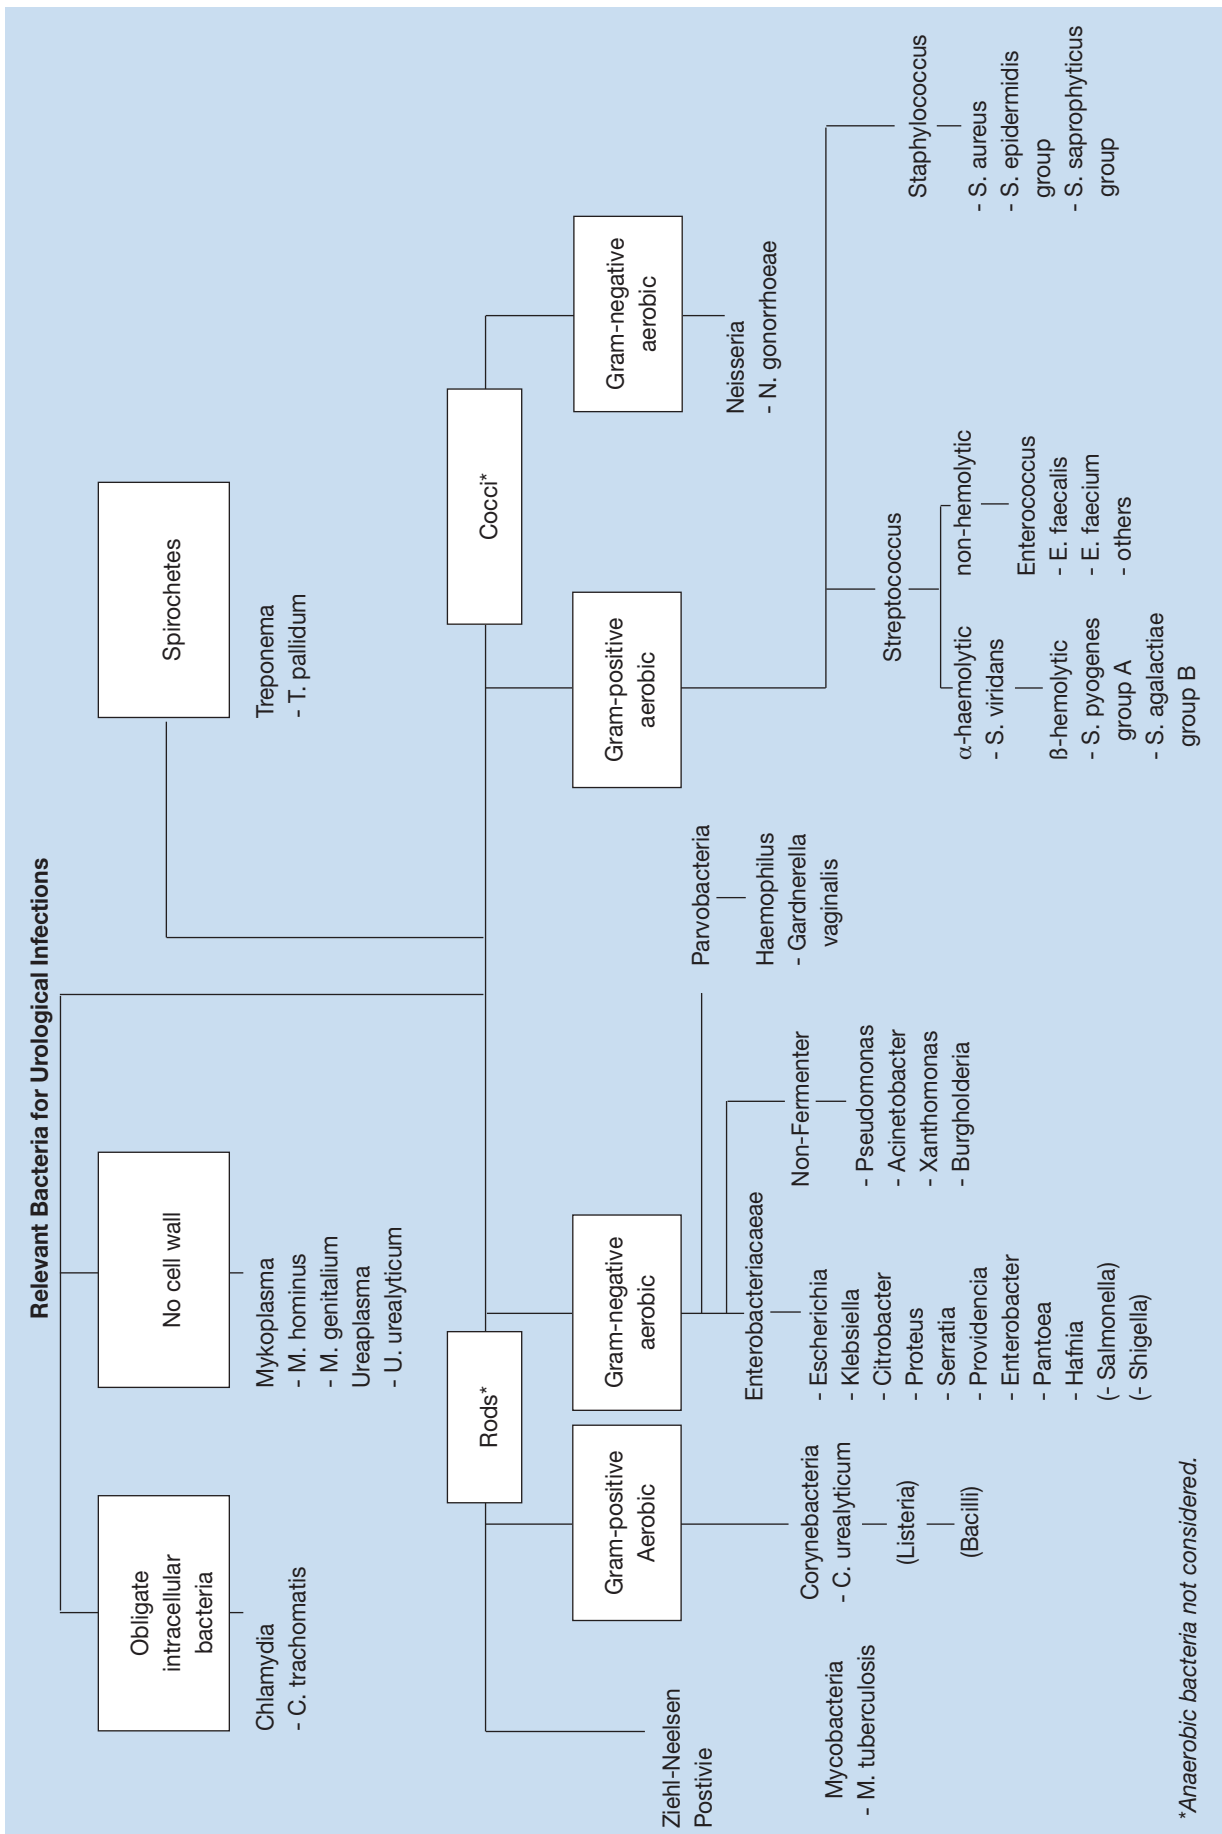 Relevant Bacteria for Urological Infections
Obligate
intracellular
bacteria
Chlamydia
- C. trachomatis
No cell wall
Mykoplasma
- M. hominus
- M. genitalium
Ureaplasma
- U. urealyticum
Spirochetes
Treponema
- T. pallidum
Rods*
Cocci*
Ziehl-Neelsen
Postivie
Mycobacteria
- M. tuberculosis
Gram-positive
Aerobic
Corynebacteria
- C. urealyticum
(Listeria)
(Bacilli)
Gram-negative
aerobic
Enterobacteriacaeae
- Escherichia
- Klebsiella
- Citrobacter
- Proteus
- Serratia
- Providencia
- Enterobacter
- Pantoea
- Hafnia
(- Salmonella)
(- Shigella)
Non-Fermenter
- Pseudomonas
- Acinetobacter
- Xanthomonas
- Burgholderia
Parvobacteria
Haemophilus
- Gardnerella
vaginalis
Gram-positive
aerobic
Streptococcus
α-haemolytic
- S. viridans
ß-hemolytic
- S. pyogenes
group A
- S. agalactiae
group B
non-hemolytic
Enterococcus
- E. faecalis
- E. faecium
- others
Staphylococcus
- S. aureus
- S. epidermidis
group
- S. saprophyticus
group
Gram-negative
aerobic
Neisseria
- N. gonorrhoeae
*Anaerobic bacteria not considered.